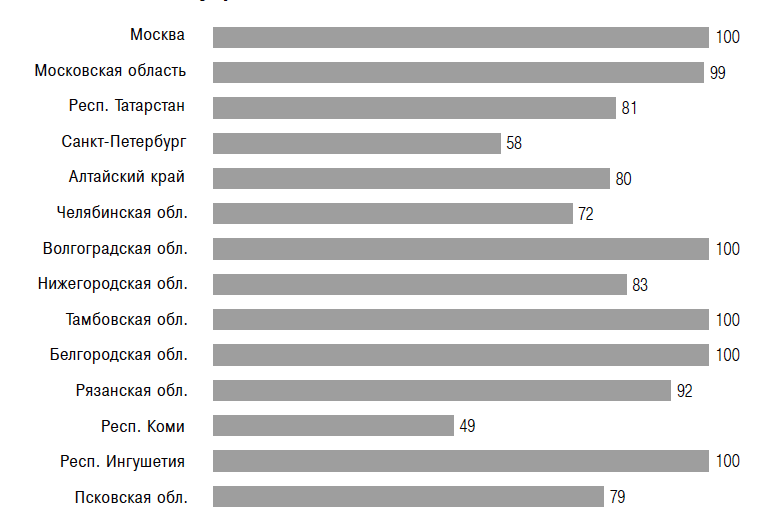 Москва 100
Московская область 99
Респ. Татарстан 81
Санкт-Петербург 58
Алтайский край 80
Челябинская обл. 72
Волгоградская обл. 100
Нижегородская обл. 83
Тамбовская обл. 100
Белгородская обл. 100
Рязанская обл. 92
Респ. Коми 49
Респ. Ингушетия 100
Псковская обл. 79